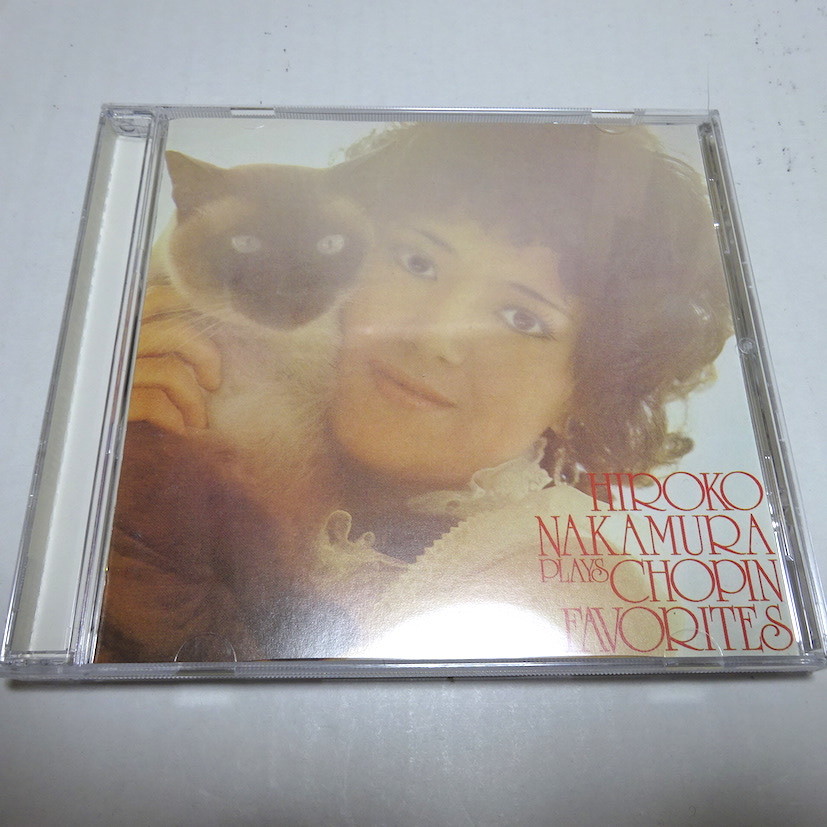 HIROKO
NAKAMURA
PLAYS CHOPIN
FAVORITES